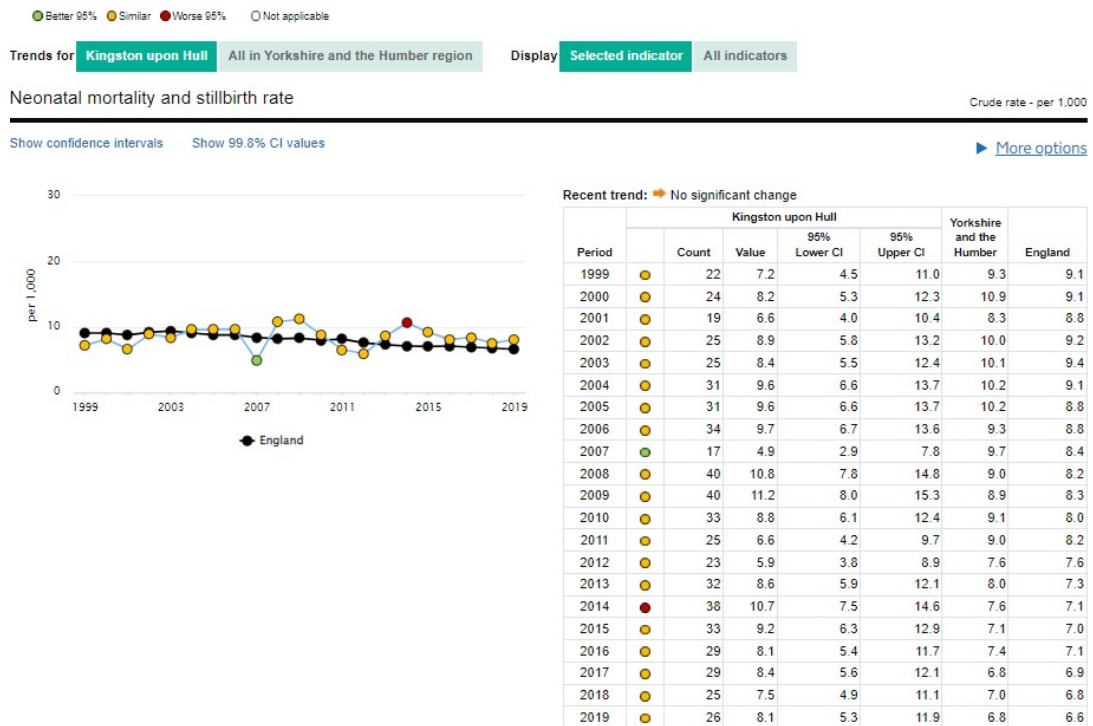 Better 95% Similar Worse 95% Not applicable
Trends for Kingston upon Hull All in Yorkshire and the Humber region Display Selected indicator All indicators
Neonatal mortality and stillbirth rate
Crude rate - per 1,000
Show confidence intervals Show 99.8% CI values
More options
30
20
10
0
per 1,000
1999 2003 2007 2011 2015 2019
England
Recent trend: No significant change
Kingston upon Hull
Period Count Value 95% Lower CI 95% Upper CI Yorkshire and the Humber England
1999 22 7.2 4.5 11.0 9.3 9.1
2000 24 8.2 5.3 12.3 10.9 9.1
2001 19 6.6 4.0 10.4 8.3 8.8
2002 25 8.9 5.8 13.2 10.0 9.2
2003 25 8.4 5.5 12.4 10.1 9.4
2004 31 9.6 6.6 13.7 10.2 9.1
2005 31 9.6 6.6 13.7 10.2 8.8
2006 34 9.7 6.7 13.6 9.3 8.8
2007 17 4.9 2.9 7.8 9.7 8.4
2008 40 10.8 7.8 14.8 9.0 8.2
2009 40 11.2 8.0 15.3 8.9 8.3
2010 33 8.8 6.1 12.4 9.1 8.0
2011 25 6.6 4.2 9.7 9.0 8.2
2012 23 5.9 3.8 8.9 7.6 7.6
2013 32 8.6 5.9 12.1 8.0 7.3
2014 38 10.7 7.5 14.6 7.6 7.1
2015 33 9.2 6.3 12.9 7.1 7.0
2016 29 8.1 5.4 11.7 7.4 7.1
2017 29 8.4 5.6 12.1 6.8 6.9
2018 25 7.5 4.9 11.1 7.0 6.8
2019 26 8.1 5.3 11.9 6.8 6.6